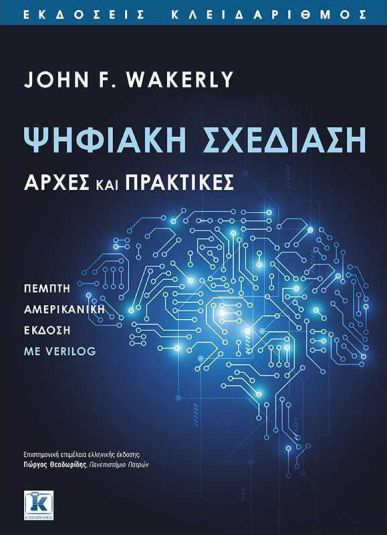 ΕΚΔΟΣΕΙΣ ΚΛΕΙΔΑΡΙΘΜΟΣ
JOHN F. WAKERLY
ΨΗΦΙΑΚΗ ΣΧΕΔΙΑΣΗ
ΑΡΧΕΣ ΚΑΙ ΠΡΑΚΤΙΚΕΣ
ΠΕΜΠΤΗ
ΑΜΕΡΙΚΑΝΙΚΗ
ΕΚΔΟΣΗ
ΜΕ VERILOG
Επιστημονική επιμέλεια ελληνικής έκδοσης:
Γιώργος Θεοδωρίδης, Πανεπιστήμιο Πατρών
ΚΛΕΙΔΑΡΙΘΜΟΣ